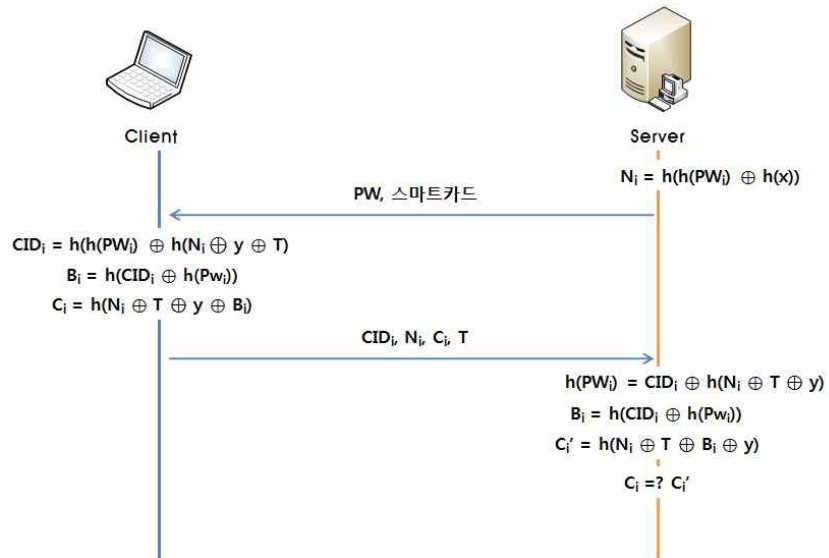 Client
Server
Nᵢ = h(h(PWᵢ) ⊕ h(x))
PW, 스마트카드
CIDᵢ = h(h(PWᵢ) ⊕ h(Nᵢ ⊕ y ⊕ T)
Bᵢ = h(CIDᵢ ⊕ h(Pwᵢ))
Cᵢ = h(Nᵢ ⊕ T ⊕ y ⊕ Bᵢ)
CIDᵢ, Nᵢ, Cᵢ, T
h(PWᵢ) = CIDᵢ ⊕ h(Nᵢ ⊕ T ⊕ y)
Bᵢ = h(CIDᵢ ⊕ h(Pwᵢ))
Cᵢ' = h(Nᵢ ⊕ T ⊕ Bᵢ ⊕ y)
Cᵢ =? Cᵢ'